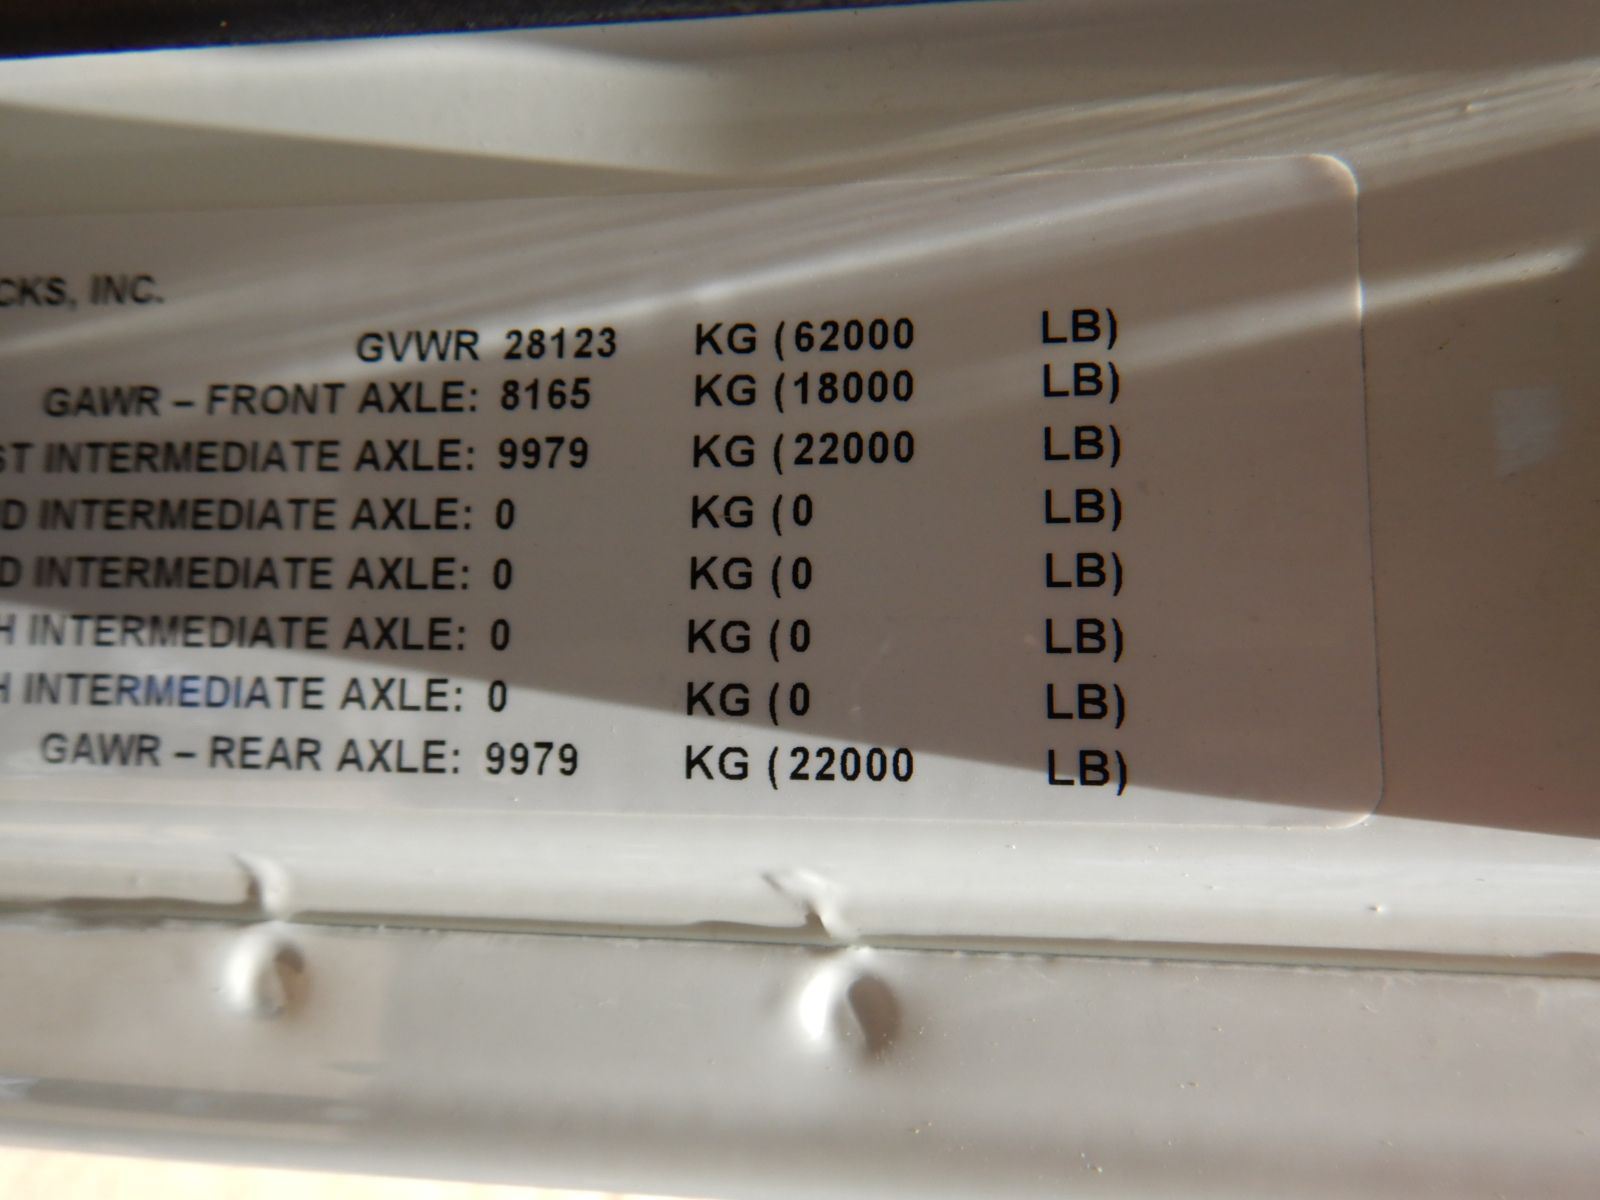 CKS, INC.
GVWR 28123 KG (62000 LB)
GAWR – FRONT AXLE: 8165 KG (18000 LB)
ST INTERMEDIATE AXLE: 9979 KG (22000 LB)
D INTERMEDIATE AXLE: 0 KG (0 LB)
D INTERMEDIATE AXLE: 0 KG (0 LB)
H INTERMEDIATE AXLE: 0 KG (0 LB)
H INTERMEDIATE AXLE: 0 KG (0 LB)
GAWR – REAR AXLE: 9979 KG (22000 LB)